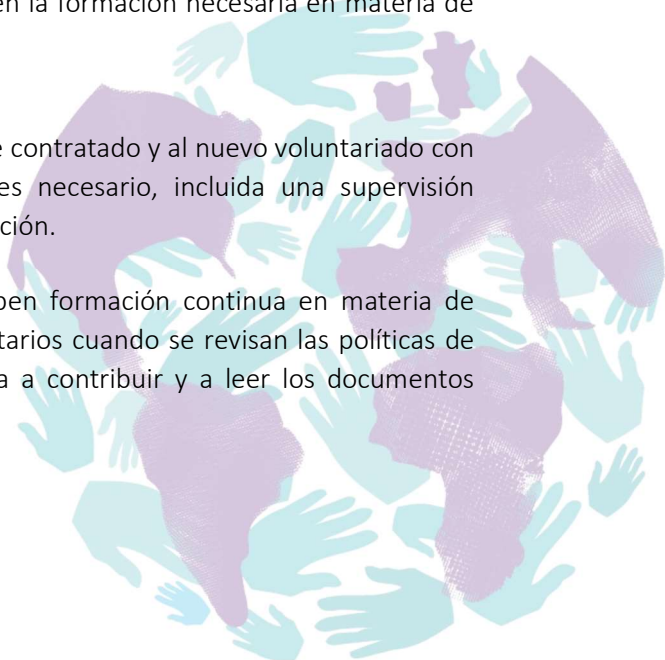 en la formación necesaria en materia de
e contratado y al nuevo voluntariado con
es necesario, incluida una supervisión
ción.
ben formación continua en materia de
tarios cuando se revisan las políticas de
a a contribuir y a leer los documentos